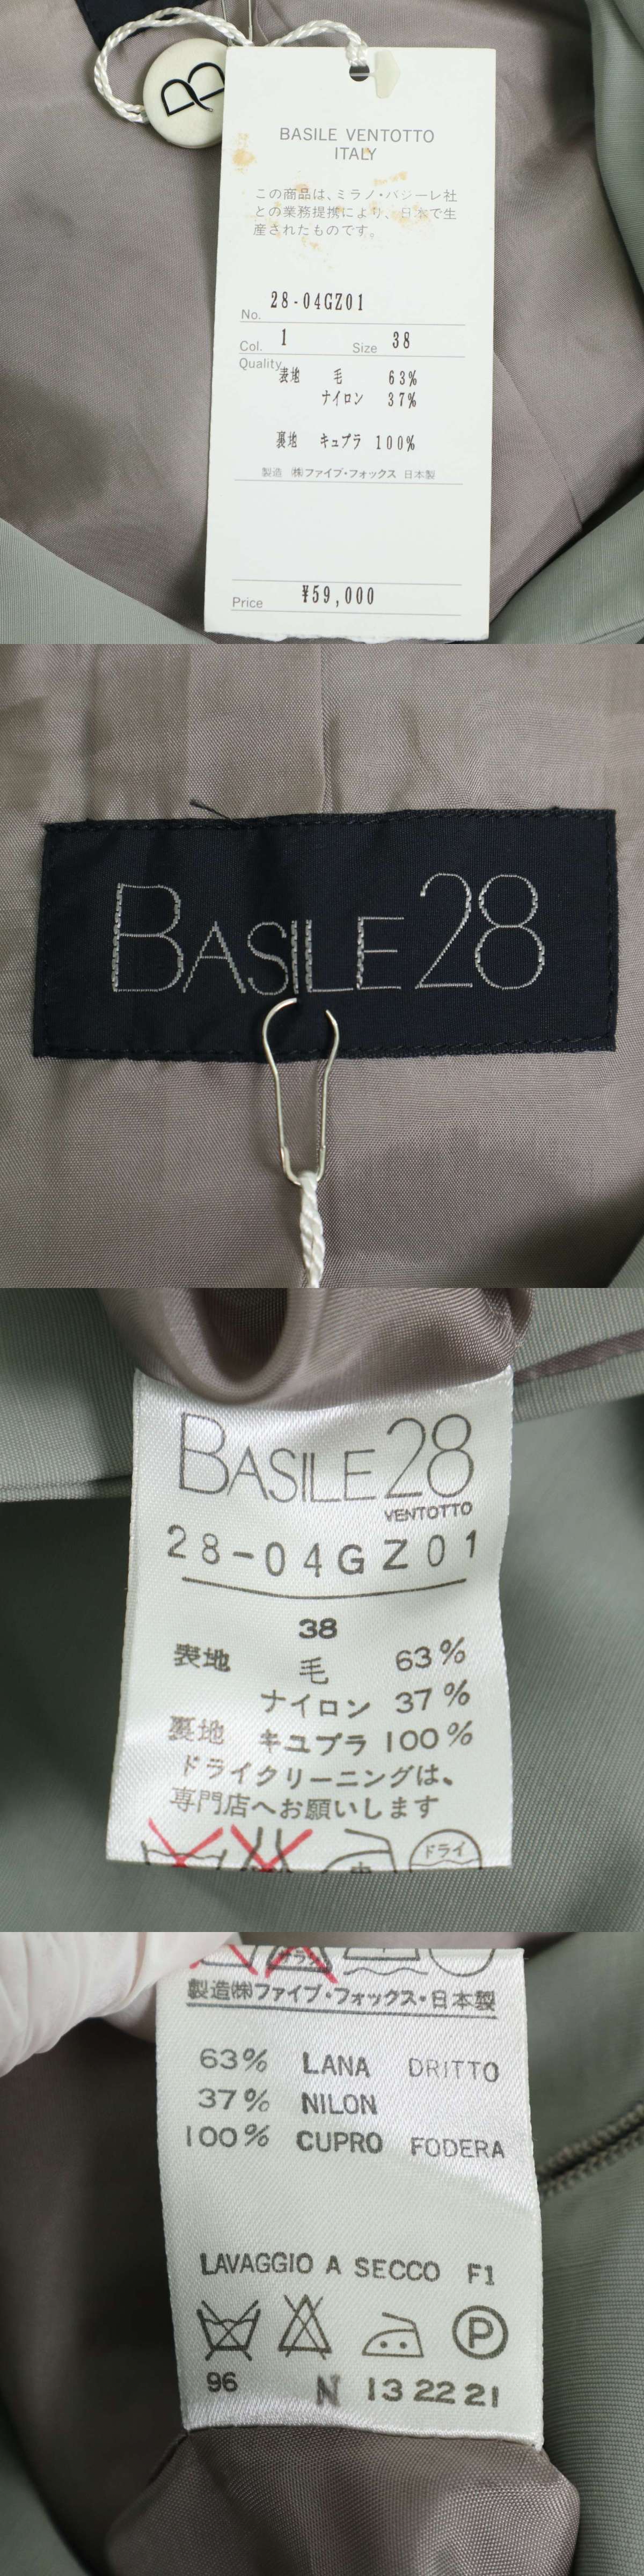 B
BASILE VENTOTTO
ITALY
この商品は、ミラノ・バジーレ社
との業務提携により、日本で生
産されたものです。
No. 28-04GZ01
Col. 1 Size 38
Quality
表地 毛 63%
ナイロン 37%
裏地 キュプラ 100%
製造 ㈱ファイブ・フォックス 日本製
Price ¥59,000
BASILE 28
BASILE 28
VENTOTTO
28-04GZ01
38
表地 毛 63%
ナイロン 37%
裏地 キユプラ 100%
ドライクリーニングは、
専門店へお願いします
ドライ
製造㈱ファイブ・フォックス・日本製
63% LANA DRITTO
37% NILON
100% CUPRO FODERA
LAVAGGIO A SECCO F1
P
96 N 13 22 21